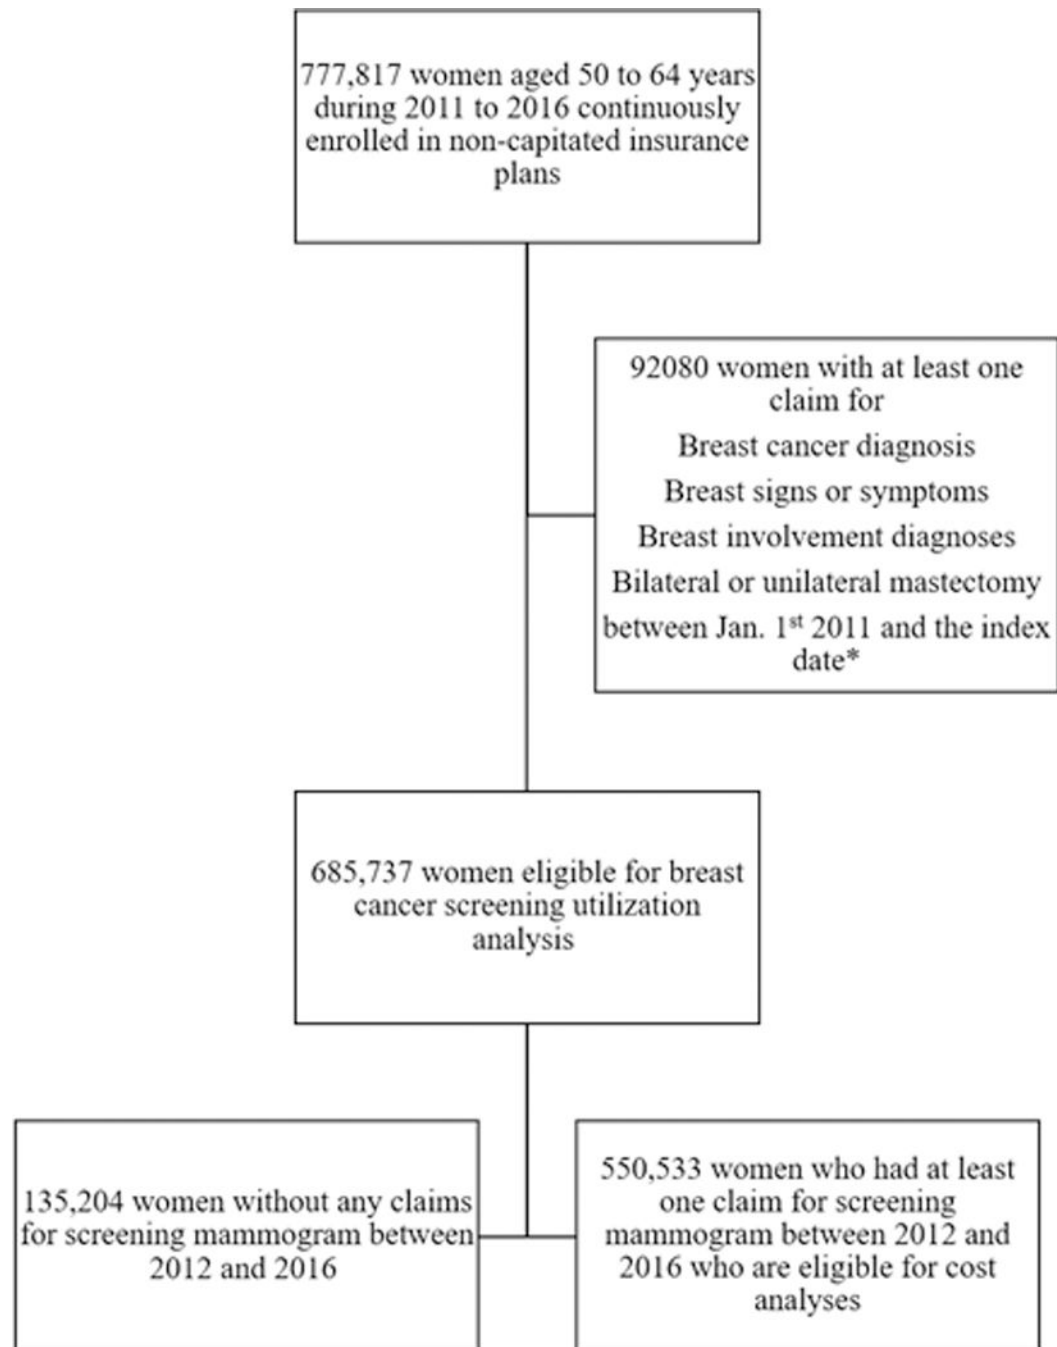 777,817 women aged 50 to 64 years
during 2011 to 2016 continuously
enrolled in non-capitated insurance
plans
92080 women with at least one
claim for
Breast cancer diagnosis
Breast signs or symptoms
Breast involvement diagnoses
Bilateral or unilateral mastectomy
between Jan. 1st 2011 and the index
date*
685,737 women eligible for breast
cancer screening utilization
analysis
135,204 women without any claims
for screening mammogram between
2012 and 2016
550,533 women who had at least
one claim for screening
mammogram between 2012 and
2016 who are eligible for cost
analyses